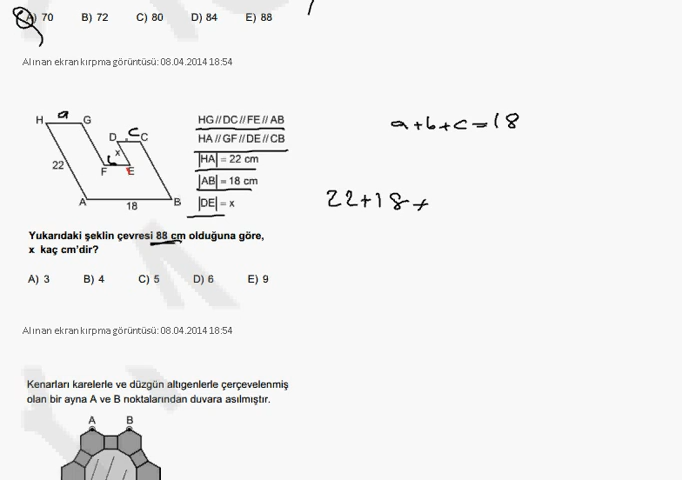 A) 70 B) 72 C) 80 D) 84 E) 88
Alınan ekran kırpma görüntüsü: 08.04.2014 18:54
H a G
D c C
x
22 b
F E
A 18 B
HG//DC//FE//AB
HA//GF//DE//CB
|HA| = 22 cm
|AB| = 18 cm
|DE| = x
a+b+c=18
22+18+
Yukarıdaki şeklin çevresi 88 cm olduğuna göre,
x kaç cm'dir?
A) 3 B) 4 C) 5 D) 6 E) 9
Alınan ekran kırpma görüntüsü: 08.04.2014 18:54
Kenarları karelerle ve düzgün altıgenlerle çerçevelenmiş
olan bir ayna A ve B noktalarından duvara asılmıştır.
A B